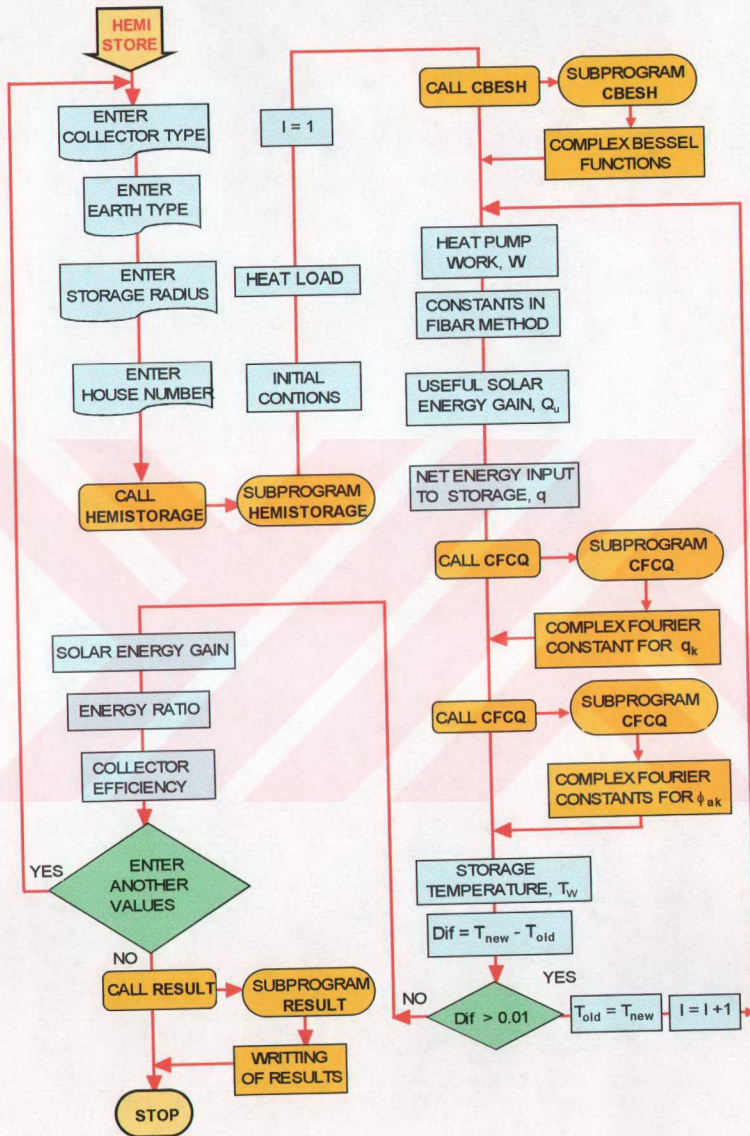 HEMI
STORE
ENTER
COLLECTOR TYPE
ENTER
EARTH TYPE
ENTER
STORAGE RADIUS
ENTER
HOUSE NUMBER
CALL
HEMISTORAGE
SUBPROGRAM
HEMISTORAGE
INITIAL
CONTIONS
HEAT LOAD
I = 1
CALL CBESH
SUBPROGRAM
CBESH
COMPLEX BESSEL
FUNCTIONS
HEAT PUMP
WORK, W
CONSTANTS IN
FIBAR METHOD
USEFUL SOLAR
ENERGY GAIN, Qu
NET ENERGY INPUT
TO STORAGE, q
CALL CFCQ
SUBPROGRAM
CFCQ
COMPLEX FOURIER
CONSTANT FOR qk
CALL CFCQ
SUBPROGRAM
CFCQ
COMPLEX FOURIER
CONSTANTS FOR ϕak
STORAGE
TEMPERATURE, Tw
Dif = Tnew - Told
Dif > 0.01
YES
Told = Tnew
I = I +1
NO
SOLAR ENERGY GAIN
ENERGY RATIO
COLLECTOR
EFFICIENCY
ENTER
ANOTHER
VALUES
YES
NO
CALL RESULT
SUBPROGRAM
RESULT
WRITTING
OF RESULTS
STOP